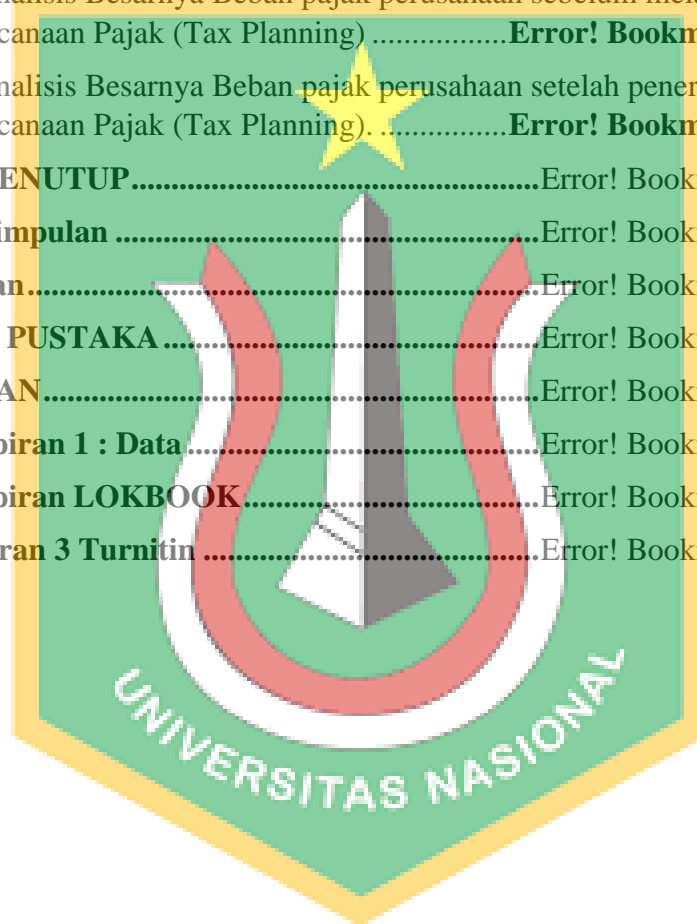 nalisis Besarnya Beban pajak perusahaan sebelum
canaan Pajak (Tax Planning) .................Error! Bookm
nalisis Besarnya Beban pajak perusahaan setelah pener
canaan Pajak (Tax Planning). ................Error! Bookm
ENUTUP....................................................Error! Book
impulan ......................................................Error! Book
an.................................................................Error! Book
PUSTAKA................................................Error! Book
AN...............................................................Error! Book
piran 1 : Data .............................................Error! Book
piran LOKBOOK.......................................Error! Book
ran 3 Turnitin ...........................................Error! Book
UNIVERSITAS NASIONAL